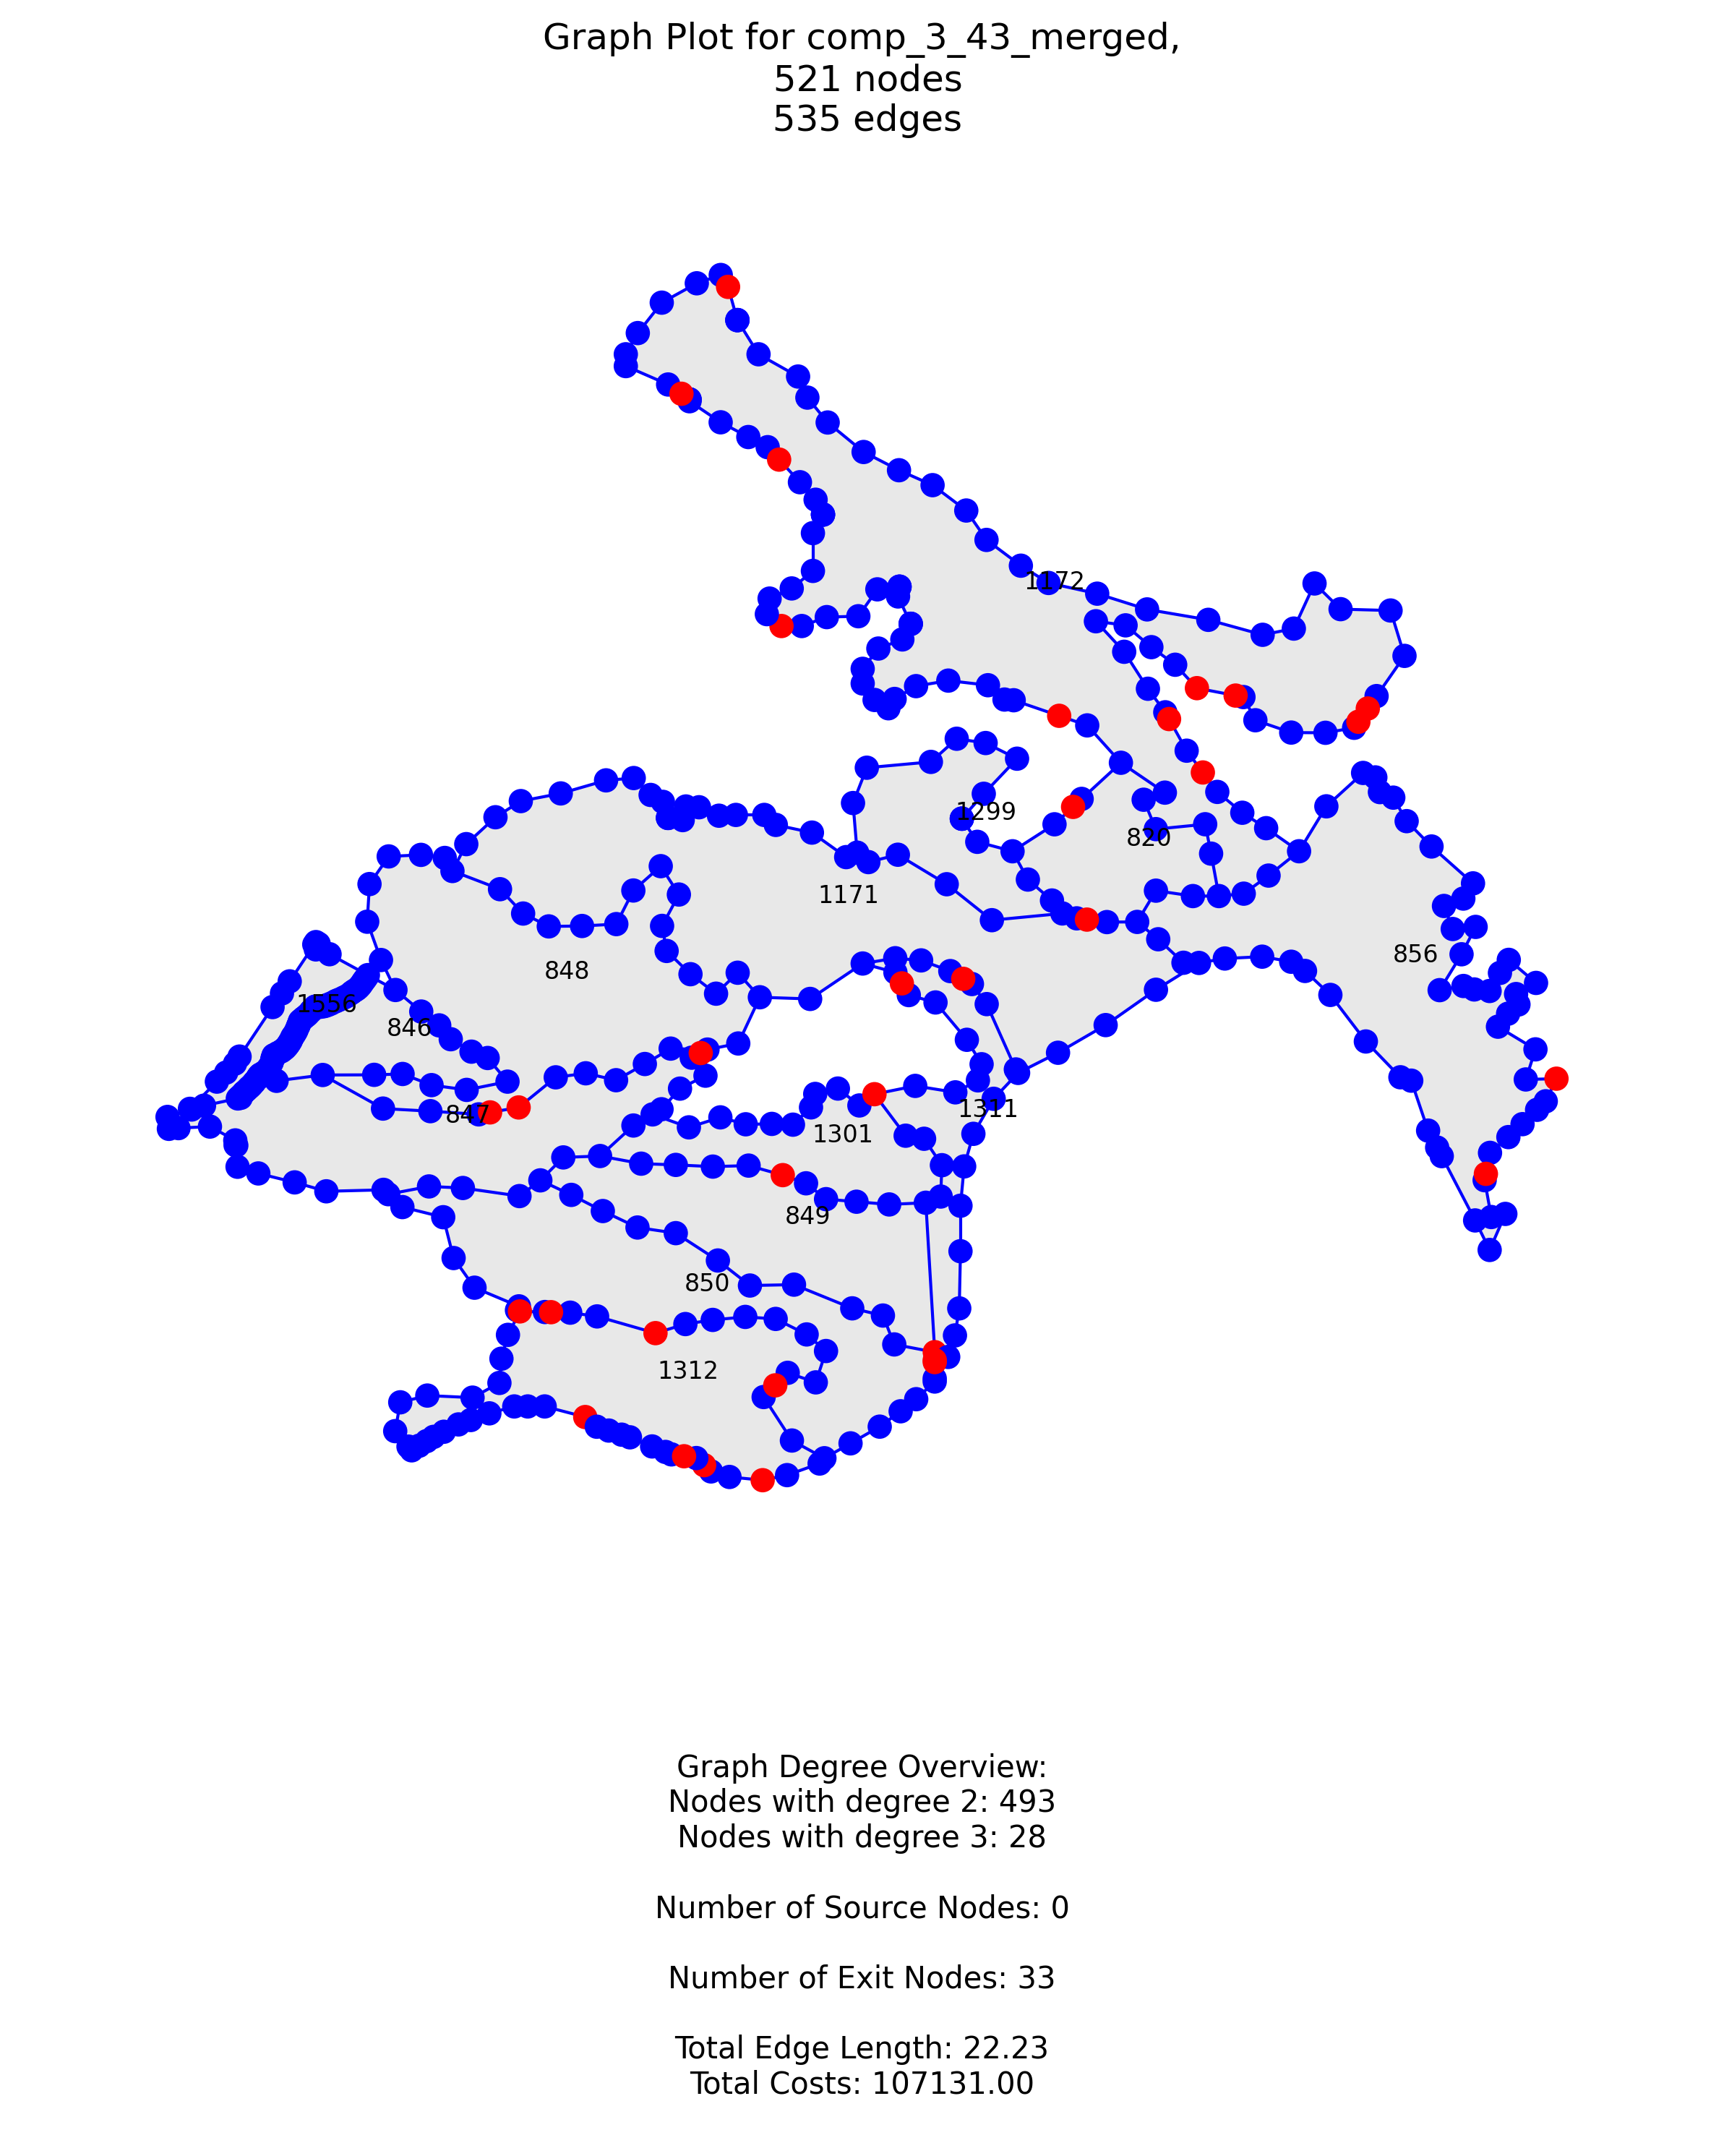 Graph Plot for comp_3_43_merged,
521 nodes
535 edges
1172
1299
820
1171
856
848
1556
846
847
1311
1301
849
850
1312
Graph Degree Overview:
Nodes with degree 2: 493
Nodes with degree 3: 28
Number of Source Nodes: 0
Number of Exit Nodes: 33
Total Edge Length: 22.23
Total Costs: 107131.00